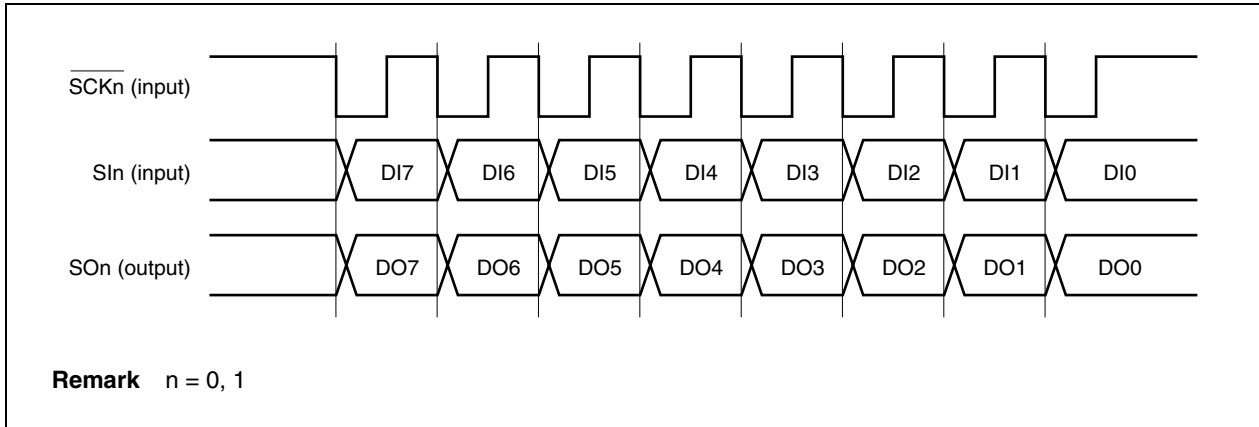 SCKn (input)
SIn (input)
DI7 DI6 DI5 DI4 DI3 DI2 DI1 DI0
SOn (output)
DO7 DO6 DO5 DO4 DO3 DO2 DO1 DO0
Remark n = 0, 1